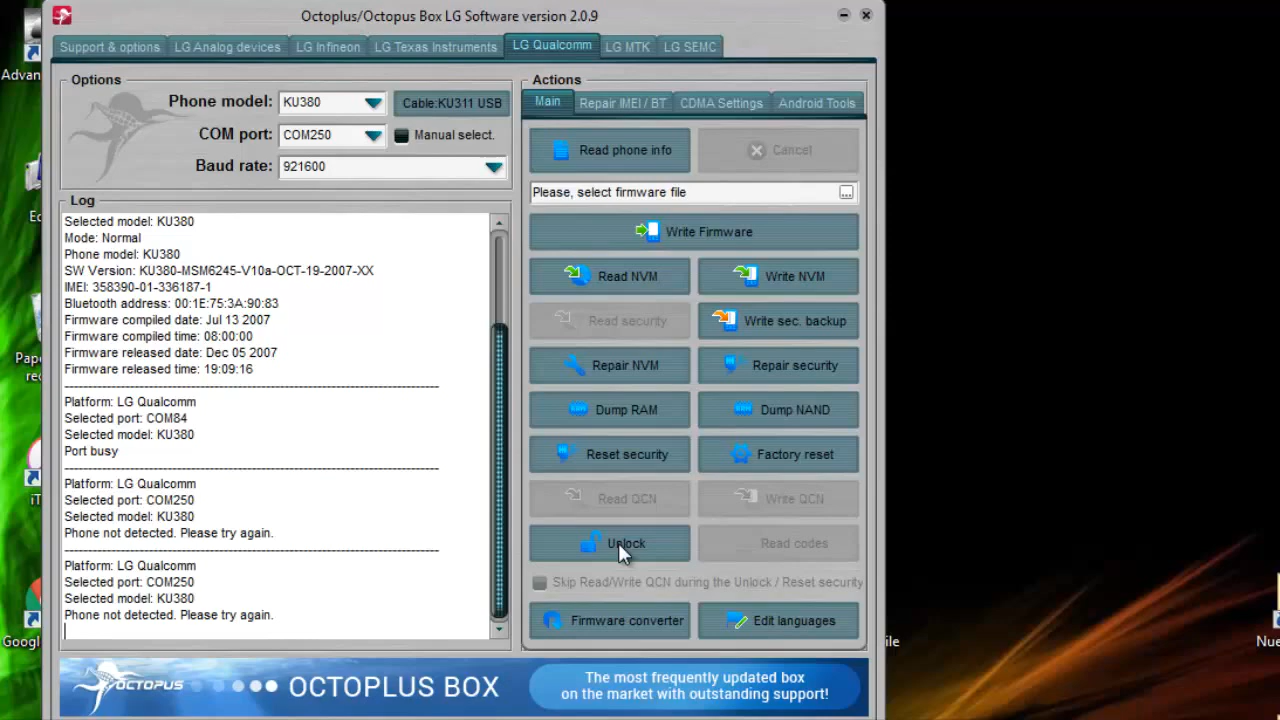 Octoplus/Octopus Box LG Software version 2.0.9
Support & options
LG Analog devices
LG Infineon
LG Texas Instruments
LG Qualcomm
LG MTK
LG SEMC
Options
Phone model:
KU380
Cable:KU311 USB
COM port:
COM250
Manual select.
Baud rate:
921600
Log
Selected model: KU380
Mode: Normal
Phone model: KU380
SW Version: KU380-MSM6245-V10a-OCT-19-2007-XX
IMEI: 358390-01-336187-1
Bluetooth address: 00:1E:75:3A:90:83
Firmware compiled date: Jul 13 2007
Firmware compiled time: 08:00:00
Firmware released date: Dec 05 2007
Firmware released time: 19:09:16
Platform: LG Qualcomm
Selected port: COM84
Selected model: KU380
Port busy
Platform: LG Qualcomm
Selected port: COM250
Selected model: KU380
Phone not detected. Please try again.
Platform: LG Qualcomm
Selected port: COM250
Selected model: KU380
Phone not detected. Please try again.
Actions
Main
Repair IMEI / BT
CDMA Settings
Android Tools
Read phone info
Cancel
Please, select firmware file
...
Write Firmware
Read NVM
Write NVM
Read security
Write sec. backup
Repair NVM
Repair security
Dump RAM
Dump NAND
Reset security
Factory reset
Read QCN
Write QCN
Unlock
Read codes
Skip Read/Write QCN during the Unlock / Reset security
Firmware converter
Edit languages
OCTOPUS
OCTOPLUS BOX
The most frequently updated box
on the market with outstanding support!
Advan
Pape
rec
Google
ile
Nue